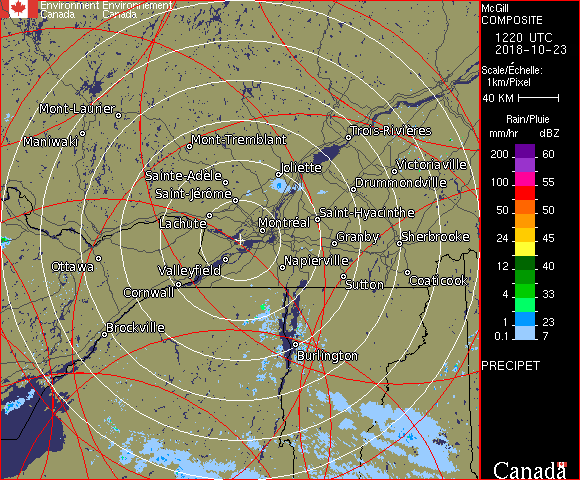 Environment Environnement
Canada Canada
McGill
COMPOSITE
1220 UTC
2018-10-23
Scale/Échelle:
1km/Pixel
40 KM
Rain/Pluie
mm/hr dBZ
200 60
100 55
50 50
24 45
12 40
4 33
1 23
0.1 7
PRECIPET
Canada
Mont-Laurier
Maniwaki
Mont-Tremblant
Trois-Rivières
Sainte-Adèle
Joliette
Victoriaville
Saint-Jérôme
Drummondville
Lachute
Montréal
Saint-Hyacinthe
Granby
Sherbrooke
Ottawa
Valleyfield
Napierville
Cornwall
Sutton
Coaticook
Brockville
Burlington